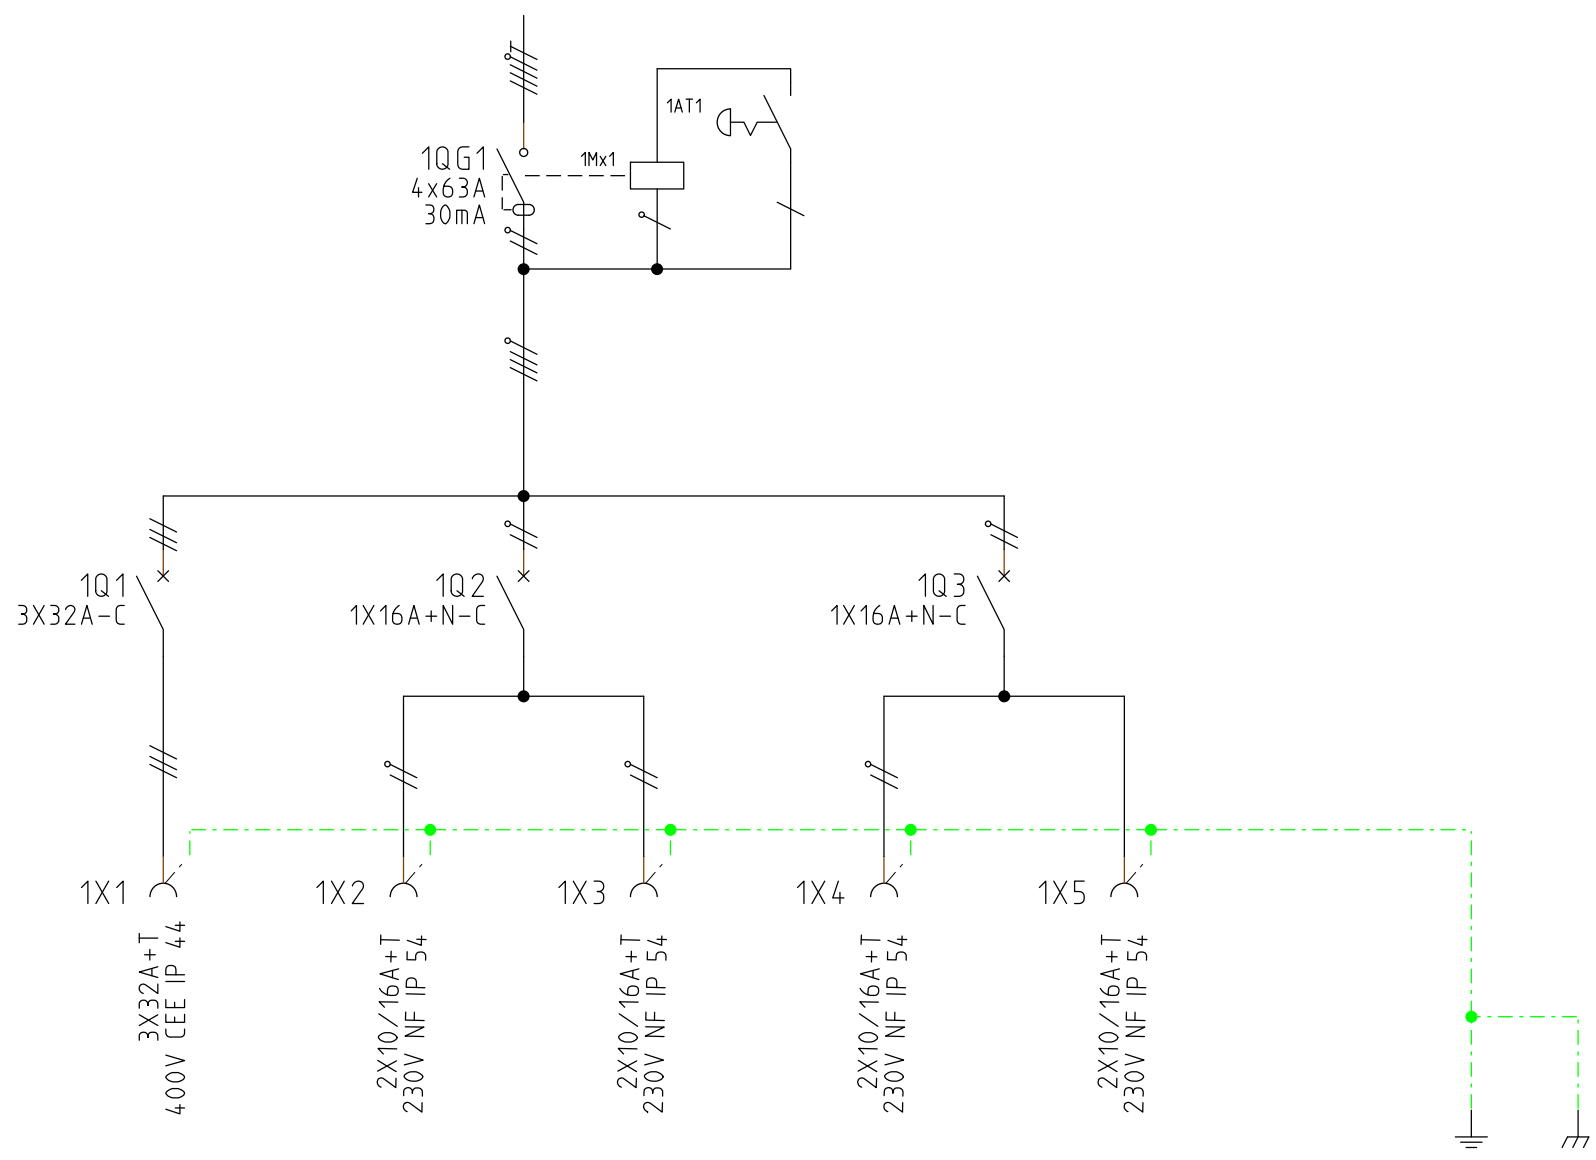 1AT1
1QG1
4x63A
30mA
1Mx1
1Q1
3X32A-C
1Q2
1X16A+N-C
1Q3
1X16A+N-C
1X1
1X2
1X3
1X4
1X5
3X32A+T
400V CEE IP 44
2X10/16A+T
230V NF IP 54
2X10/16A+T
230V NF IP 54
2X10/16A+T
230V NF IP 54
2X10/16A+T
230V NF IP 54